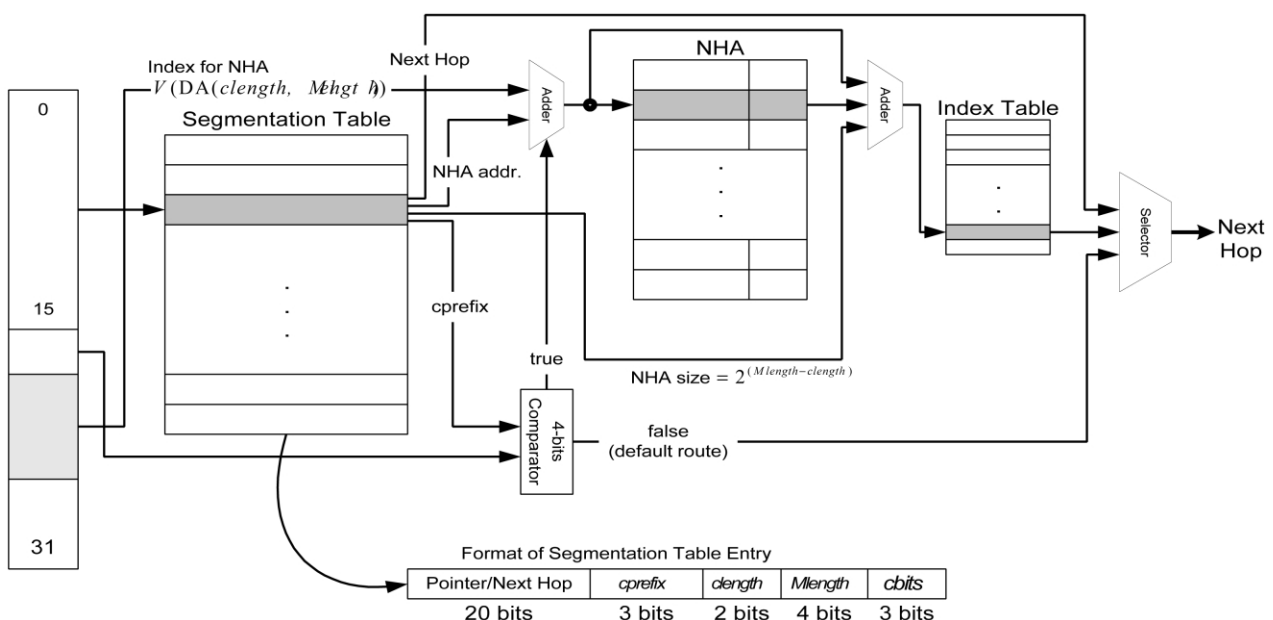 0
15
31
Index for NHA
V(DA(clength, Mehgt h))
Segmentation Table
Next Hop
NHA addr.
cprefix
Adder
NHA
Adder
Index Table
Selector
Next
Hop
true
NHA size = 2^(Mlength−clength)
4-bits
Comparator
false
(default route)
Format of Segmentation Table Entry
Pointer/Next Hop cprefix clength Mlength cbits
20 bits 3 bits 2 bits 4 bits 3 bits